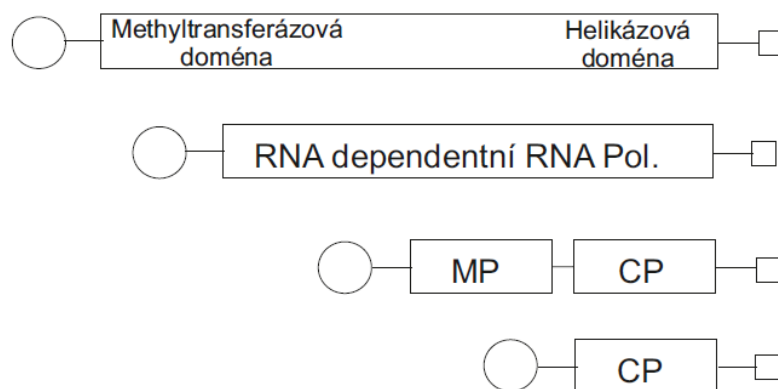 Methyltransferázová
doména
Helikázová
doména
RNA dependentní RNA Pol.
MP
CP
CP